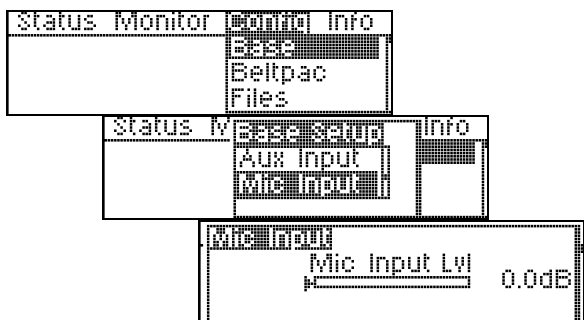 Status Monitor Config Info
Base
Beltpac
Files
Status M Base Setup Info
Aux Input
Mic Input
Mic Input
Mic Input Lvl
0.0dB